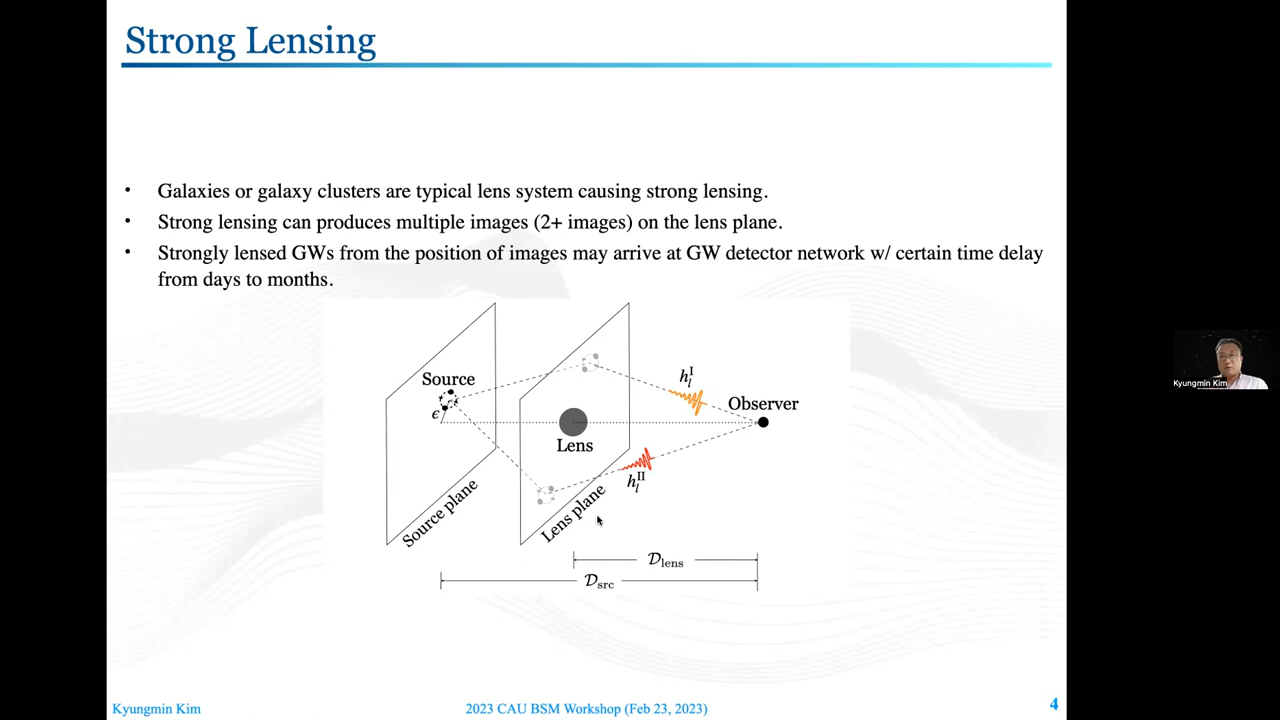 Strong Lensing
• Galaxies or galaxy clusters are typical lens system causing strong lensing.
• Strong lensing can produces multiple images (2+ images) on the lens plane.
• Strongly lensed GWs from the position of images may arrive at GW detector network w/ certain time delay
from days to months.
Source
ϵ
h_l^I
Observer
Lens
h_l^II
Source plane
Lens plane
D_lens
D_src
Kyungmin Kim
Kyungmin Kim
2023 CAU BSM Workshop (Feb 23, 2023)
4